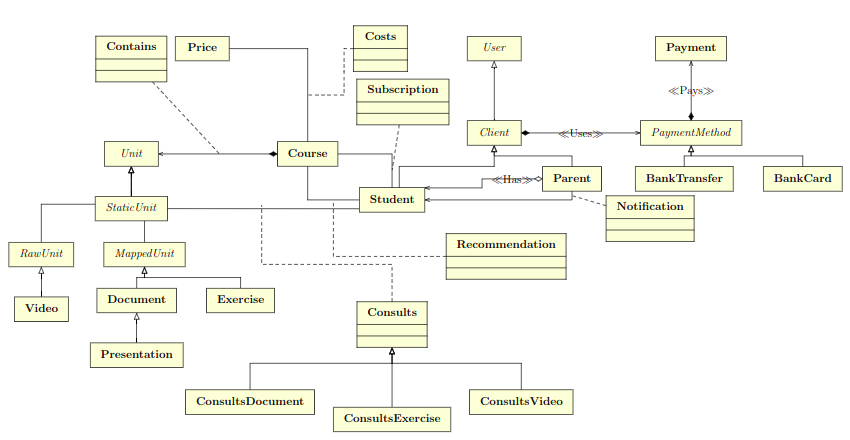 Costs
Contains
Price
User
Payment
Subscription
≪Pays≫
Client
≪Uses≫
PaymentMethod
Unit
Course
≪Has≫
Parent
BankTransfer
BankCard
Student
StaticUnit
Notification
RawUnit
MappedUnit
Recommendation
Document
Exercise
Video
Consults
Presentation
ConsultsDocument
ConsultsVideo
ConsultsExercise